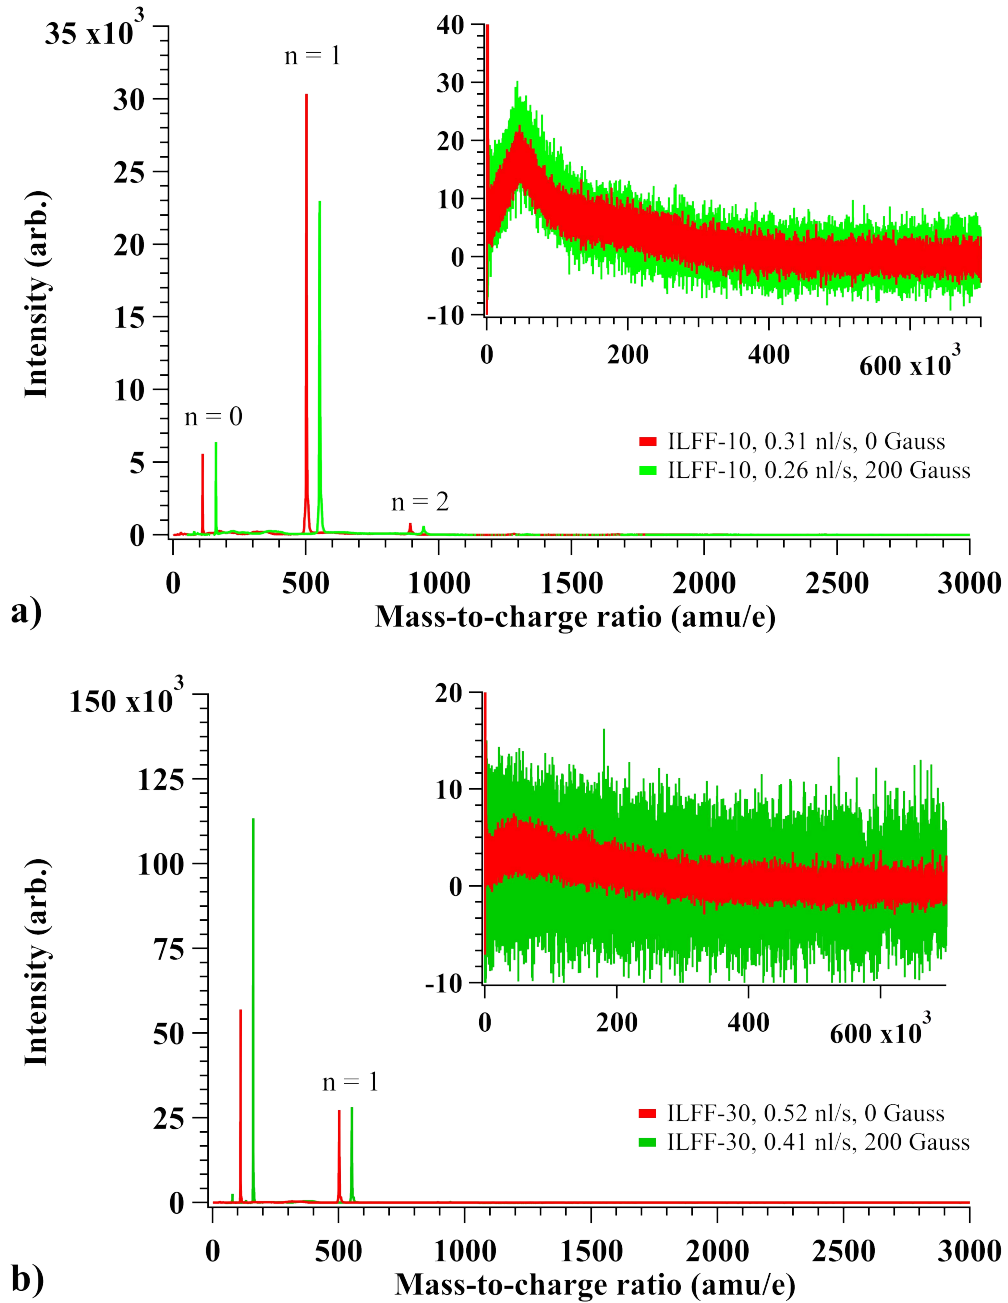 35 x10³
30
25
20
15
10
5
0
Intensity (arb.)
n = 0
n = 1
n = 2
0
500
1000
1500
2000
2500
3000
Mass-to-charge ratio (amu/e)
40
30
20
10
0
-10
0
200
400
600 x10³
ILFF-10, 0.31 nl/s, 0 Gauss
ILFF-10, 0.26 nl/s, 200 Gauss
a)
150 x10³
125
100
75
50
25
0
Intensity (arb.)
n = 1
0
500
1000
1500
2000
2500
3000
Mass-to-charge ratio (amu/e)
20
10
0
-10
0
200
400
600 x10³
ILFF-30, 0.52 nl/s, 0 Gauss
ILFF-30, 0.41 nl/s, 200 Gauss
b)